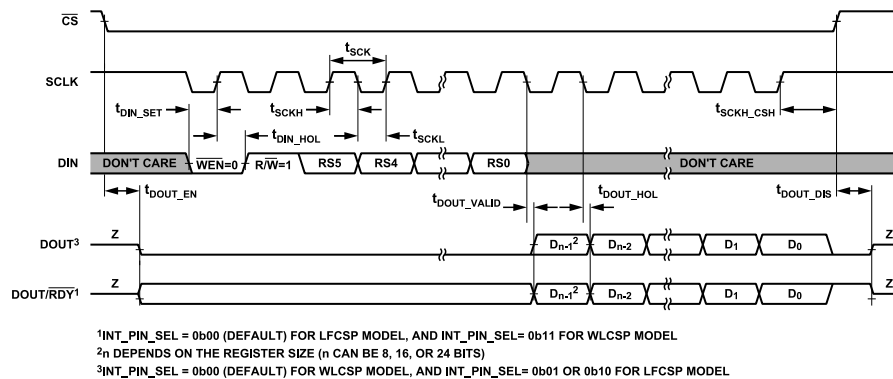 CS
tSCK
SCLK
tDIN_SET
tSCKH
tDIN_HOL
tSCKL
tSCKH_CSH
DIN
DON'T CARE
WEN=0
R/W=1
RS5
RS4
RS0
DON'T CARE
tDOUT_EN
tDOUT_VALID
tDOUT_HOL
tDOUT_DIS
DOUT³
Z
Dn-1²
Dn-2
D1
D0
Z
DOUT/RDY¹
Z
Dn-1²
Dn-2
D1
D0
Z
¹INT_PIN_SEL = 0b00 (DEFAULT) FOR LFCSP MODEL, AND INT_PIN_SEL= 0b11 FOR WLCSP MODEL
²n DEPENDS ON THE REGISTER SIZE (n CAN BE 8, 16, OR 24 BITS)
³INT_PIN_SEL = 0b00 (DEFAULT) FOR WLCSP MODEL, AND INT_PIN_SEL= 0b01 OR 0b10 FOR LFCSP MODEL